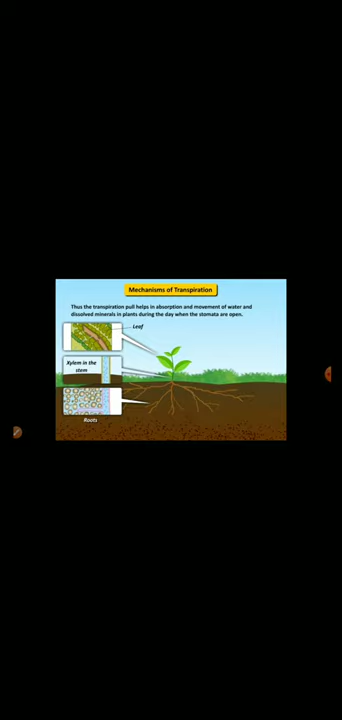 Mechanisms of Transpiration
Thus the transpiration pull helps in absorption and movement of water and
dissolved minerals in plants during the day when the stomata are open.
Leaf
Xylem in the
stem
Roots